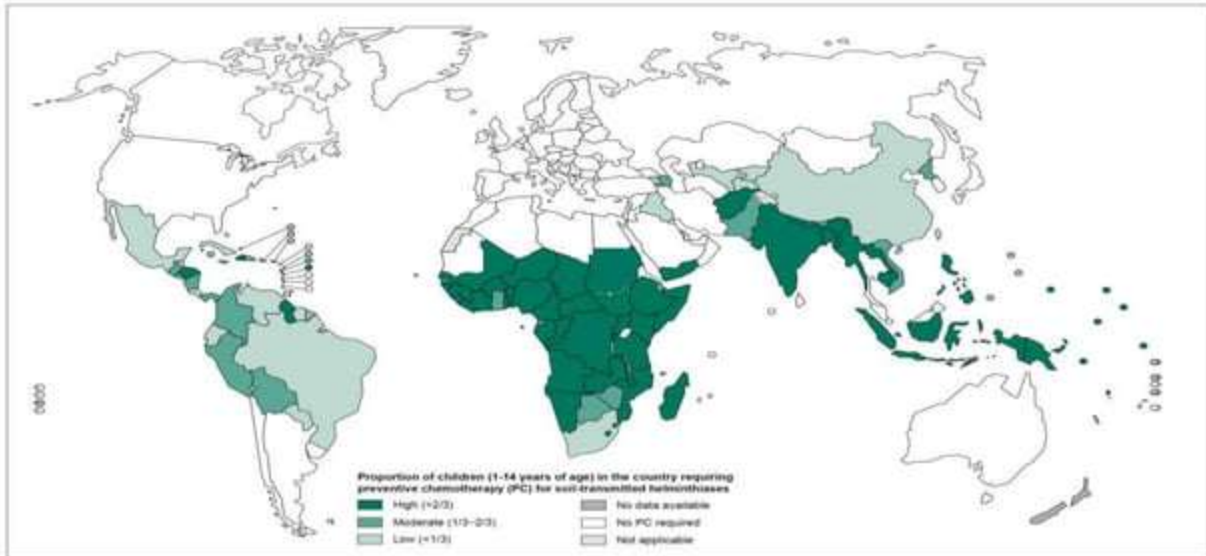 Proportion of children (1-14 years of age) in the country requiring
preventive chemotherapy (PC) for soil-transmitted helminthiases
High (>2/3)
Moderate (1/3-2/3)
Low (<1/3)
No data available
No PC required
Not applicable